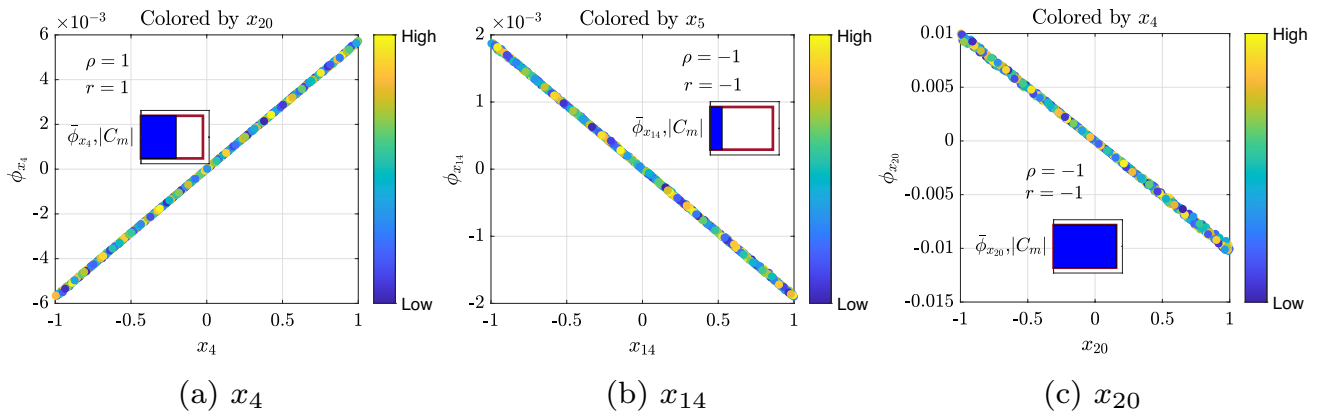 Colored by x20
×10−3
High
Low
6
4
2
0
-2
-4
-6
-1
-0.5
0
0.5
1
ϕx4
x4
ρ = 1
r = 1
ϕ̄x4,|Cm|
(a) x4
Colored by x5
×10−3
High
Low
2
1
0
-1
-2
-1
-0.5
0
0.5
1
ϕx14
x14
ρ = −1
r = −1
ϕ̄x14,|Cm|
(b) x14
Colored by x4
High
Low
0.01
0.005
0
-0.005
-0.01
-0.015
-1
-0.5
0
0.5
1
ϕx20
x20
ρ = −1
r = −1
ϕ̄x20,|Cm|
(c) x20